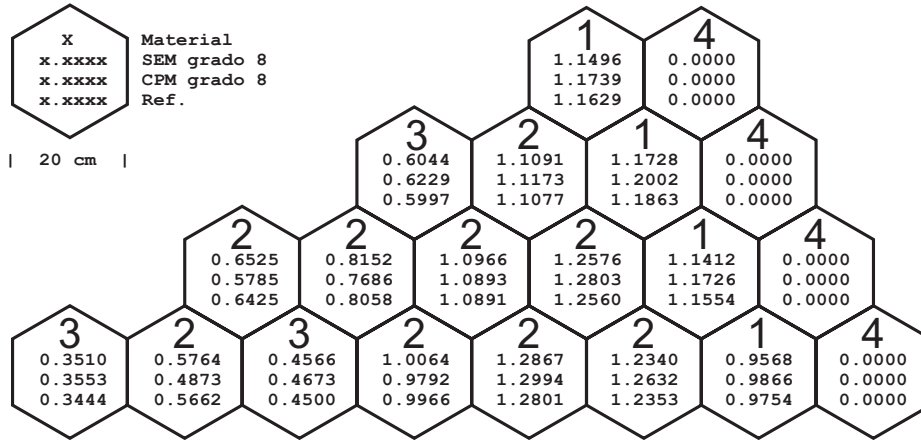 X Material
x.xxxx SEM grado 8
x.xxxx CPM grado 8
x.xxxx Ref.
| 20 cm |
1 4
1.1496 0.0000
1.1739 0.0000
1.1629 0.0000
3 2 1 4
0.6044 1.1091 1.1728 0.0000
0.6229 1.1173 1.2002 0.0000
0.5997 1.1077 1.1863 0.0000
2 2 2 2 1 4
0.6525 0.8152 1.0966 1.2576 1.1412 0.0000
0.5785 0.7686 1.0893 1.2803 1.1726 0.0000
0.6425 0.8058 1.0891 1.2560 1.1554 0.0000
3 2 3 2 2 2 1 4
0.3510 0.5764 0.4566 1.0064 1.2867 1.2340 0.9568 0.0000
0.3553 0.4873 0.4673 0.9792 1.2994 1.2632 0.9866 0.0000
0.3444 0.5662 0.4500 0.9966 1.2801 1.2353 0.9754 0.0000